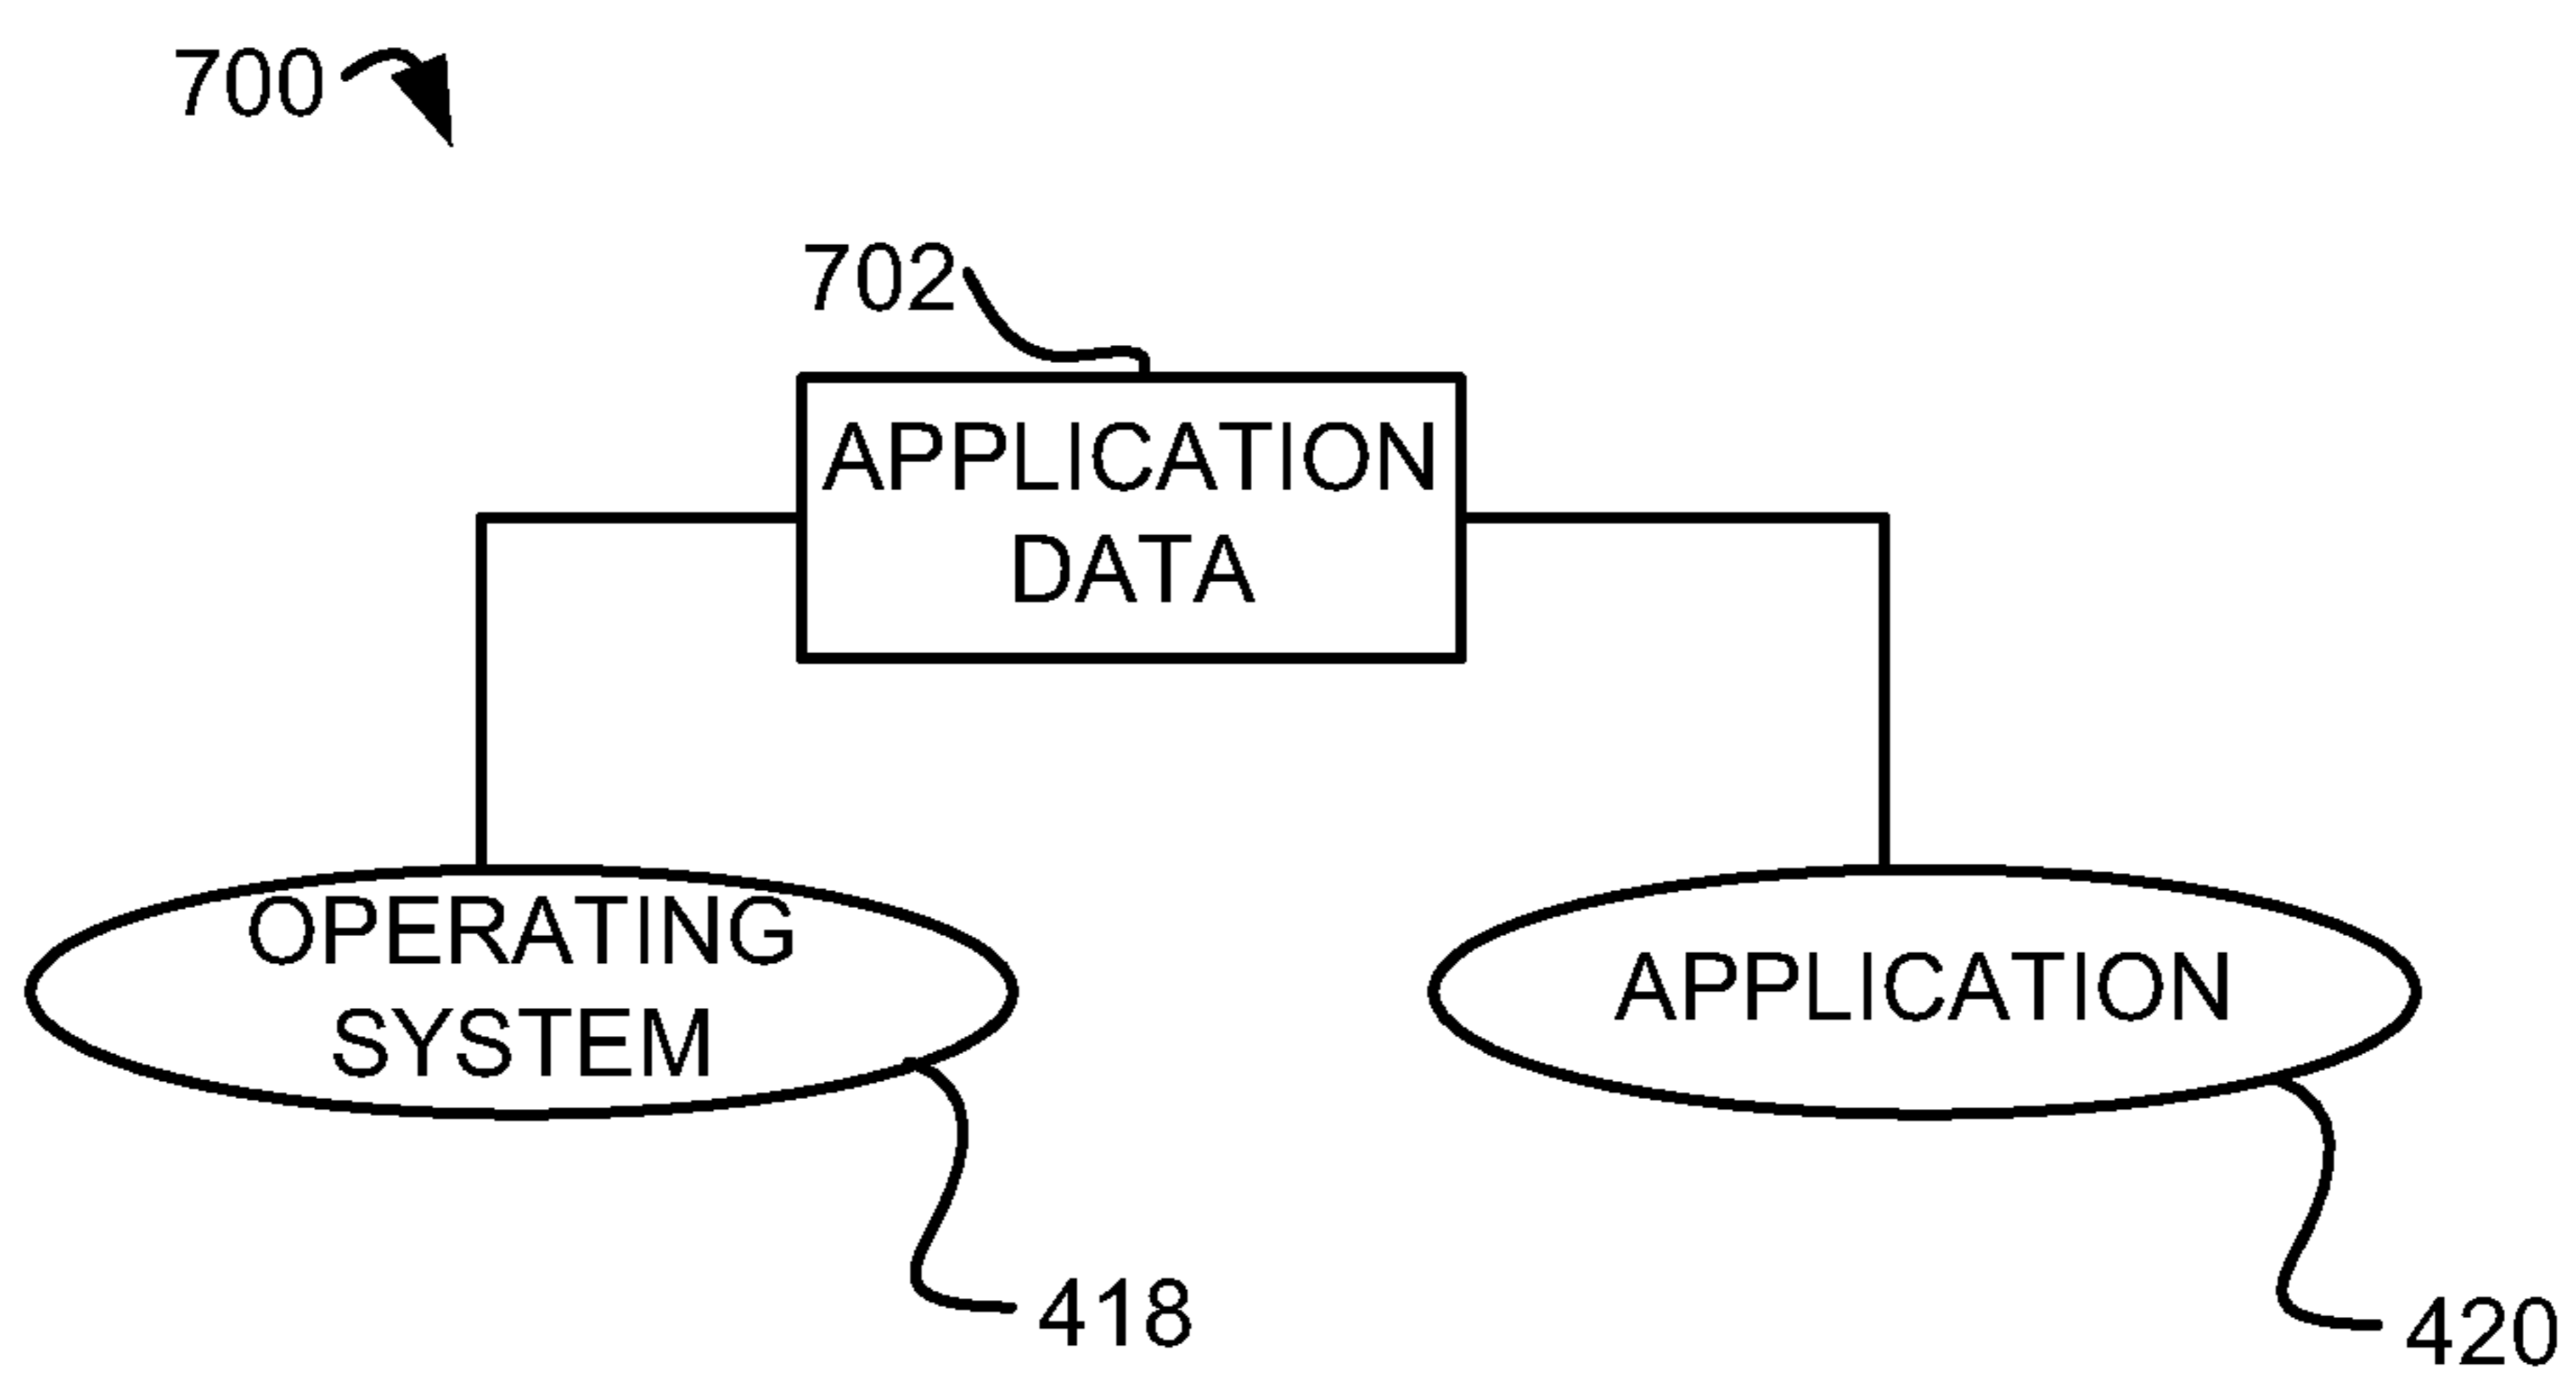 700
702
APPLICATION
DATA
OPERATING
SYSTEM
APPLICATION
418
420